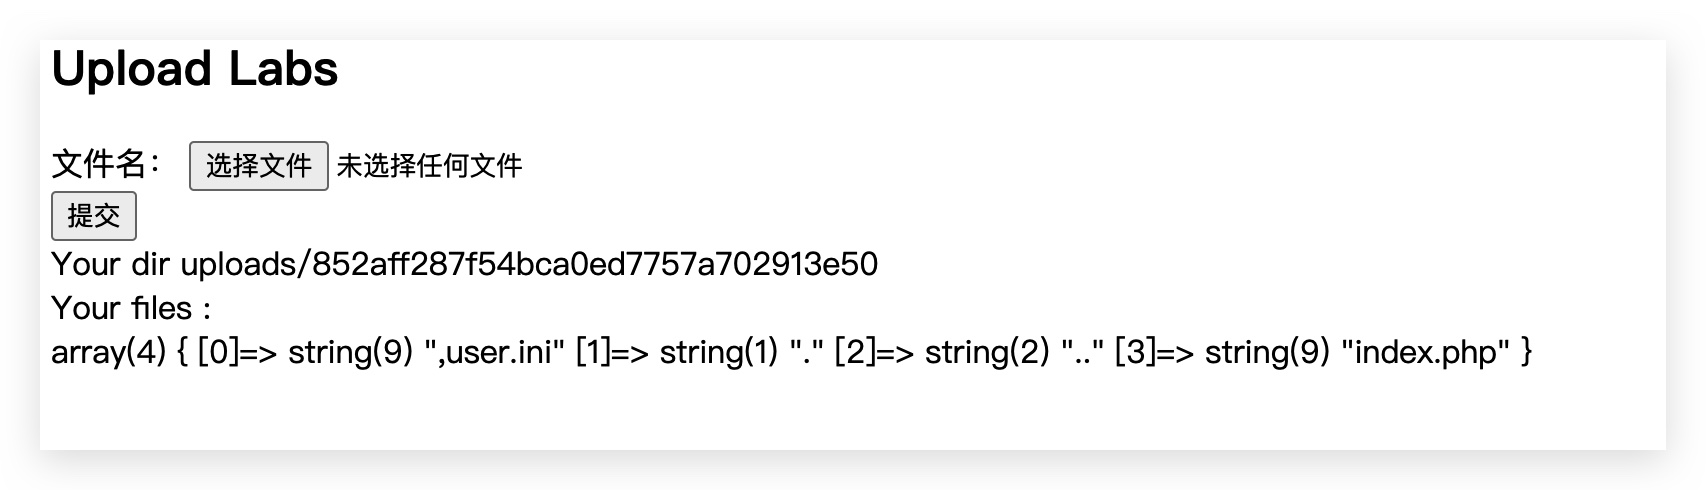 Upload Labs
文件名： 选择文件 未选择任何文件
提交
Your dir uploads/852aff287f54bca0ed7757a702913e50
Your files :
array(4) { [0]=> string(9) ",user.ini" [1]=> string(1) "." [2]=> string(2) ".." [3]=> string(9) "index.php" }